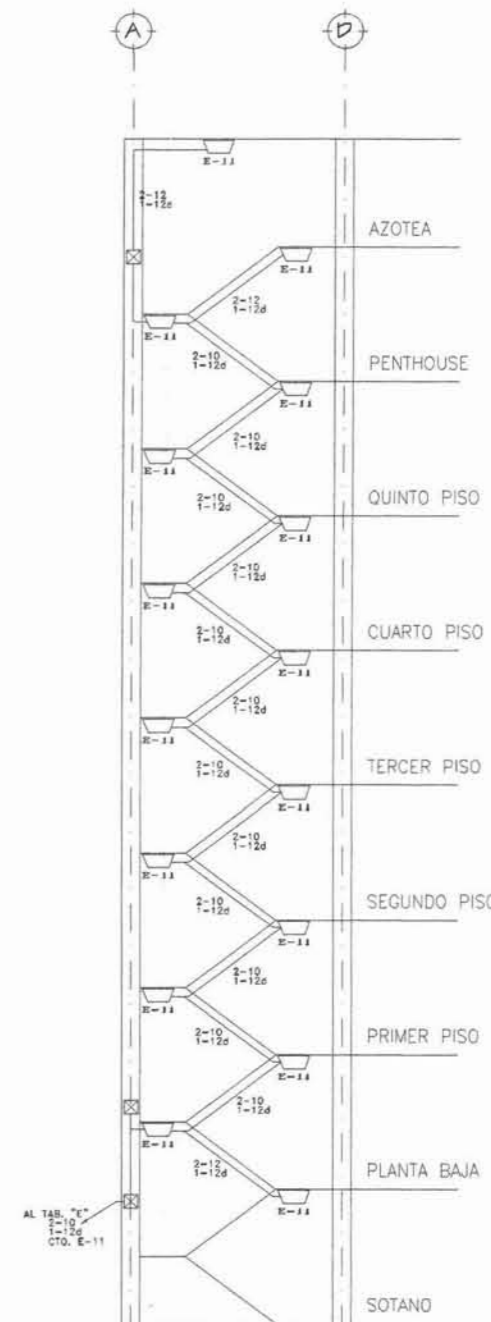 A
D
E-11
2-12
1-12d
AZOTEA
E-11
2-12
1-12d
E-11
2-10
1-12d
PENTHOUSE
E-11
2-10
1-12d
E-11
2-10
1-12d
QUINTO PISO
E-11
2-10
1-12d
E-11
2-10
1-12d
CUARTO PISO
E-11
2-10
1-12d
E-11
2-10
1-12d
TERCER PISO
E-11
2-10
1-12d
E-11
2-10
1-12d
SEGUNDO PISO
E-11
2-10
1-12d
E-11
2-10
1-12d
PRIMER PISO
E-11
2-10
1-12d
E-11
2-12
1-12d
PLANTA BAJA
E-11
AL TAB. "E"
2-10
1-12d
CTO. E-11
SOTANO